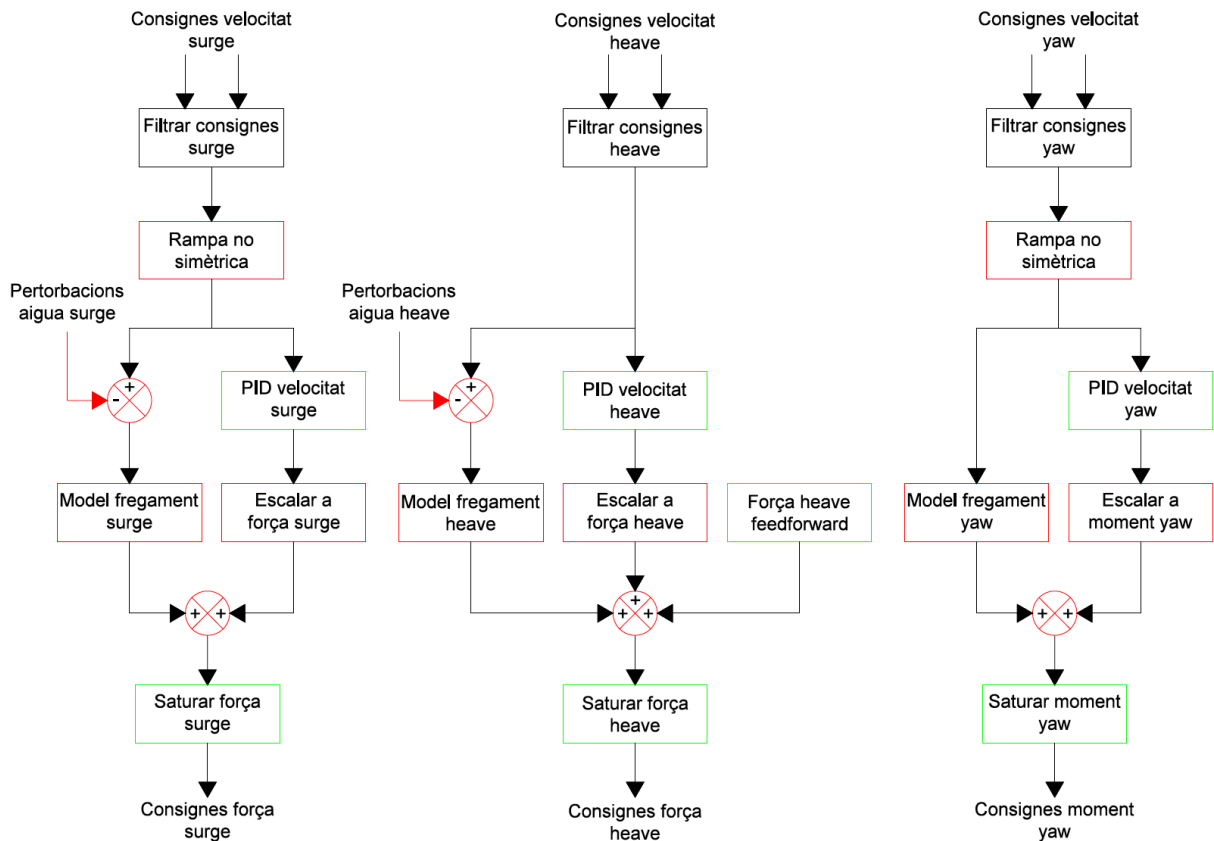 Consignes velocitat
surge
Consignes velocitat
heave
Consignes velocitat
yaw
Filtrar consignes
surge
Filtrar consignes
heave
Filtrar consignes
yaw
Rampa no
simètrica
Rampa no
simètrica
Pertorbacions
aigua surge
Pertorbacions
aigua heave
+
-
PID velocitat
surge
+
-
PID velocitat
heave
PID velocitat
yaw
Model fregament
surge
Escalar a
força surge
Model fregament
heave
Escalar a
força heave
Força heave
feedforward
Model fregament
yaw
Escalar a
moment yaw
+ +
+
+ +
+ +
Saturar força
surge
Saturar força
heave
Saturar moment
yaw
Consignes força
surge
Consignes força
heave
Consignes moment
yaw